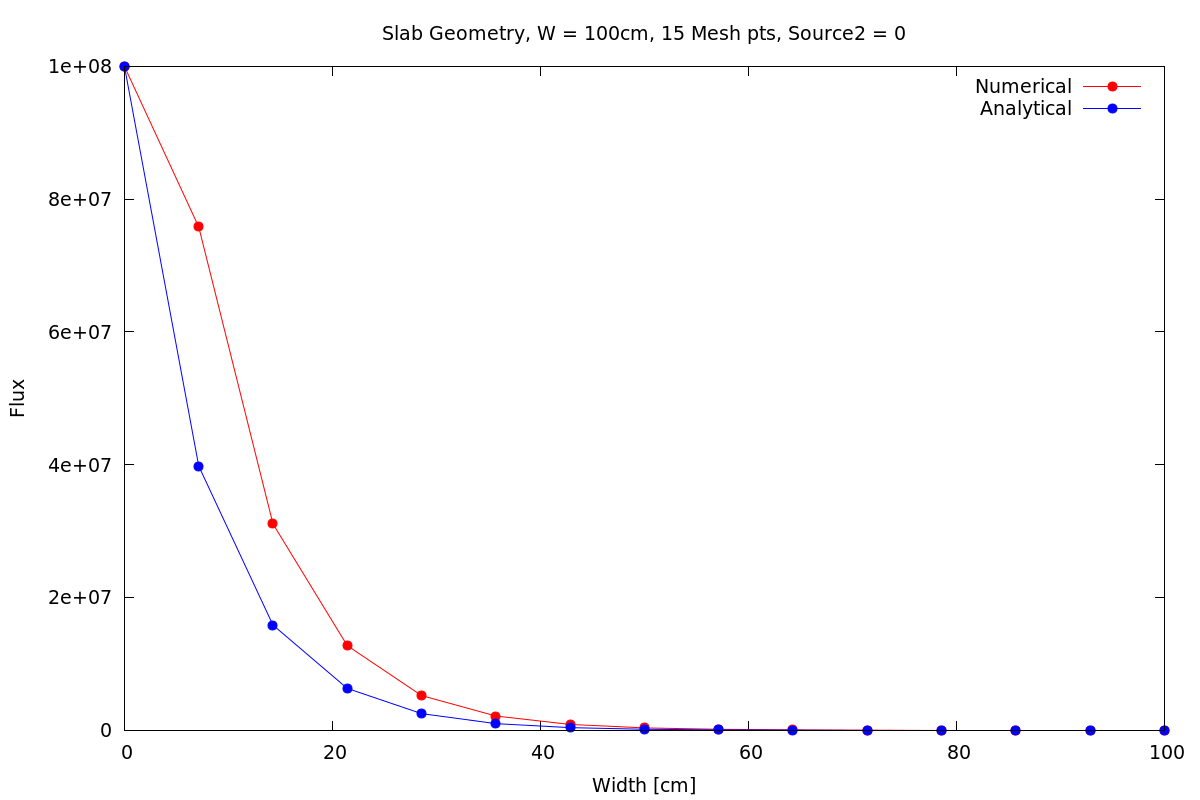 Slab Geometry, W = 100cm, 15 Mesh pts, Source2 = 0
1e+08
Numerical
Analytical
8e+07
6e+07
Flux
4e+07
2e+07
0
0 20 40 60 80 100
Width [cm]